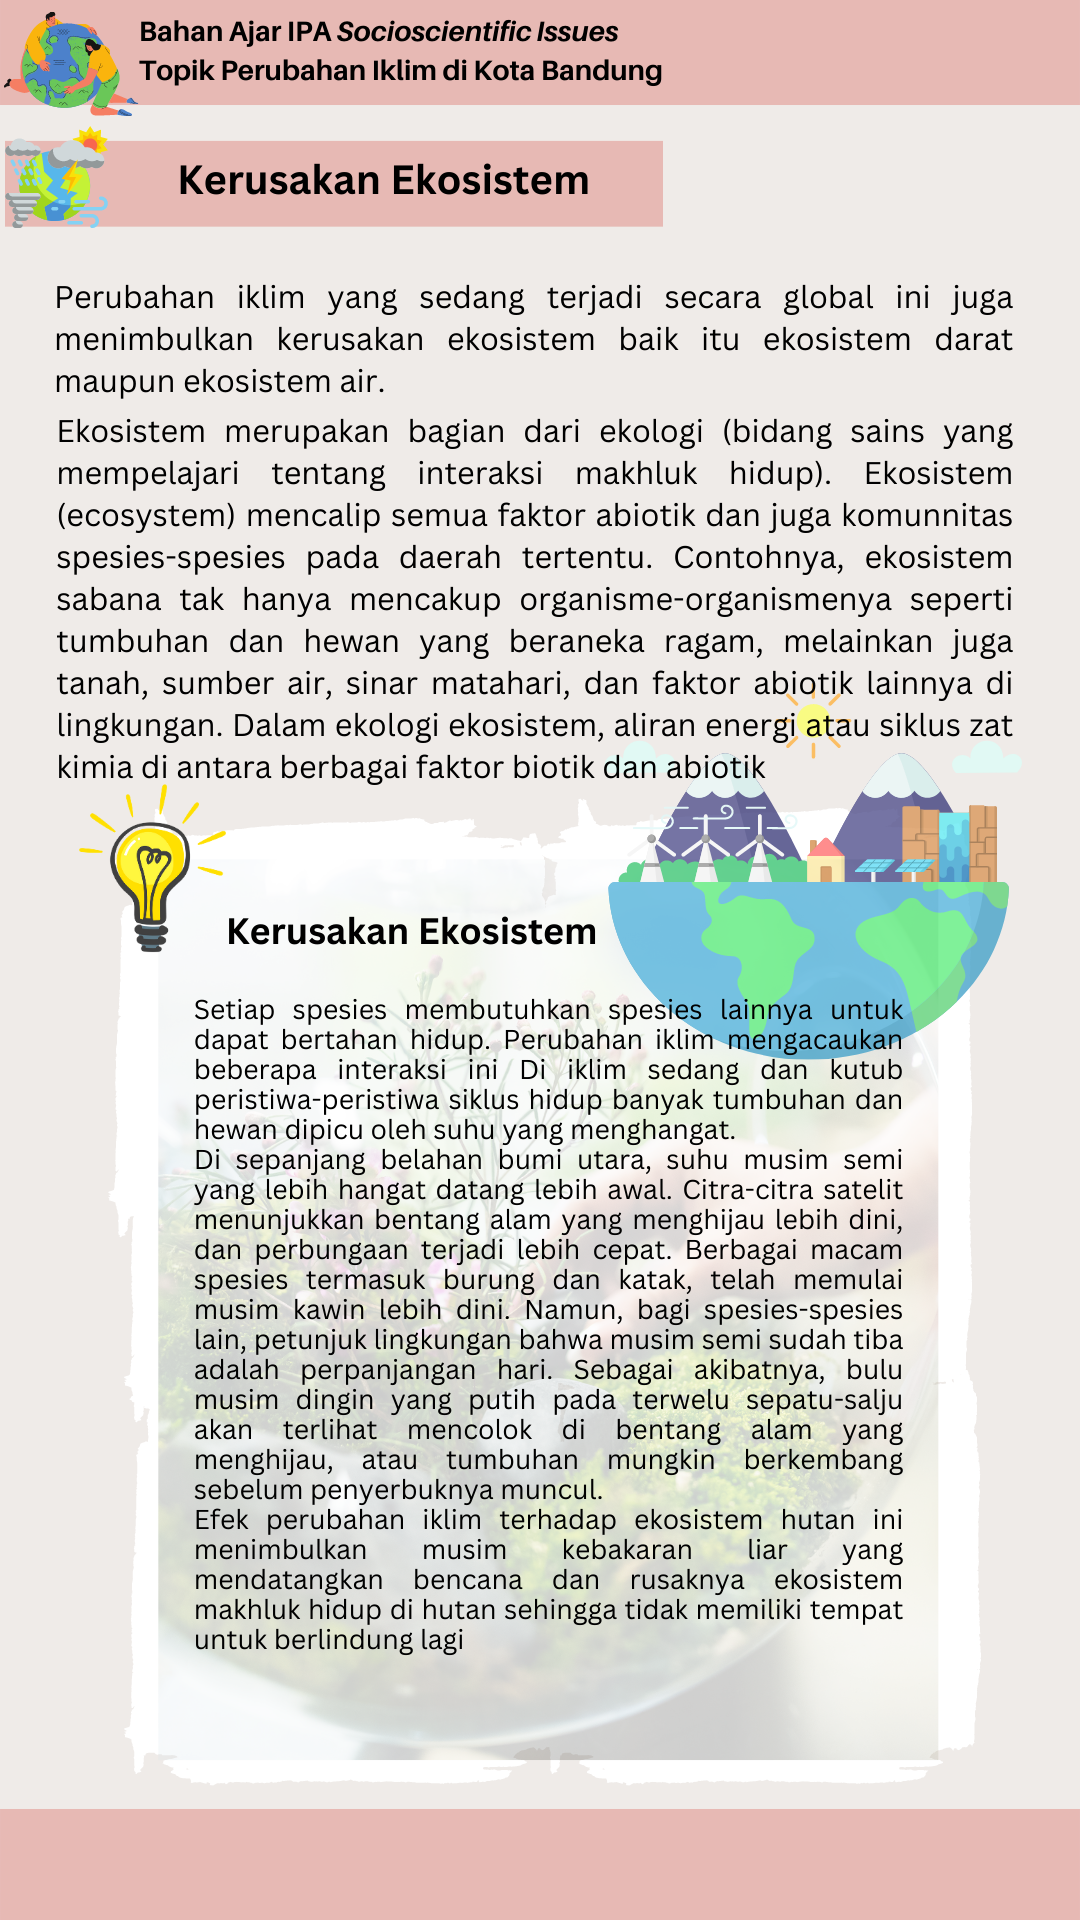 Bahan Ajar IPA Socioscientific Issues
Topik Perubahan Iklim di Kota Bandung
Kerusakan Ekosistem
Perubahan iklim yang sedang terjadi secara global ini juga
menimbulkan kerusakan ekosistem baik itu ekosistem darat
maupun ekosistem air.
Ekosistem merupakan bagian dari ekologi (bidang sains yang
mempelajari tentang interaksi makhluk hidup). Ekosistem
(ecosystem) mencalip semua faktor abiotik dan juga komunnitas
spesies-spesies pada daerah tertentu. Contohnya, ekosistem
sabana tak hanya mencakup organisme-organismenya seperti
tumbuhan dan hewan yang beraneka ragam, melainkan juga
tanah, sumber air, sinar matahari, dan faktor abiotik lainnya di
lingkungan. Dalam ekologi ekosistem, aliran energi atau siklus zat
kimia di antara berbagai faktor biotik dan abiotik
Kerusakan Ekosistem
Setiap spesies membutuhkan spesies lainnya untuk
dapat bertahan hidup. Perubahan iklim mengacaukan
beberapa interaksi ini Di iklim sedang dan kutub
peristiwa-peristiwa siklus hidup banyak tumbuhan dan
hewan dipicu oleh suhu yang menghangat.
Di sepanjang belahan bumi utara, suhu musim semi
yang lebih hangat datang lebih awal. Citra-citra satelit
menunjukkan bentang alam yang menghijau lebih dini,
dan perbungaan terjadi lebih cepat. Berbagai macam
spesies termasuk burung dan katak, telah memulai
musim kawin lebih dini. Namun, bagi spesies-spesies
lain, petunjuk lingkungan bahwa musim semi sudah tiba
adalah perpanjangan hari. Sebagai akibatnya, bulu
musim dingin yang putih pada terwelu sepatu-salju
akan terlihat mencolok di bentang alam yang
menghijau, atau tumbuhan mungkin berkembang
sebelum penyerbuknya muncul.
Efek perubahan iklim terhadap ekosistem hutan ini
menimbulkan musim kebakaran liar yang
mendatangkan bencana dan rusaknya ekosistem
makhluk hidup di hutan sehingga tidak memiliki tempat
untuk berlindung lagi